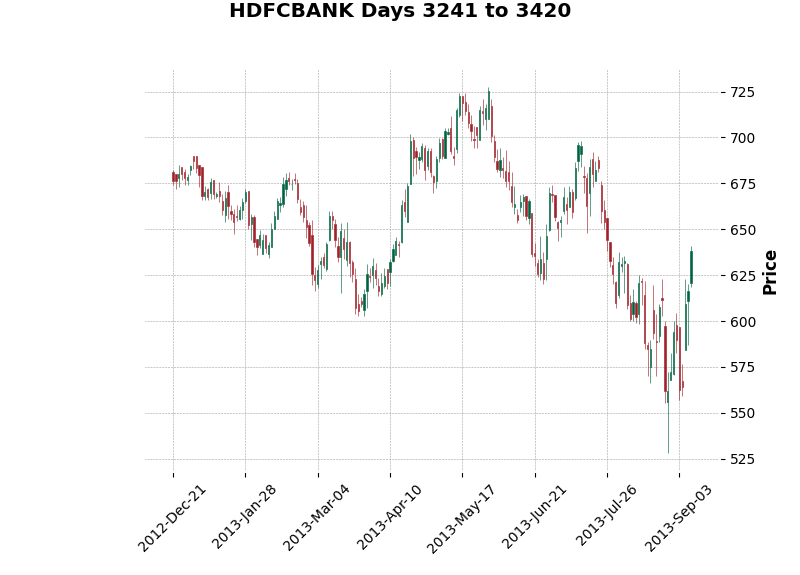 HDFCBANK Days 3241 to 3420
725
700
675
650
625
600
575
550
525
Price
2012-Dec-21
2013-Jan-28
2013-Mar-04
2013-Apr-10
2013-May-17
2013-Jun-21
2013-Jul-26
2013-Sep-03